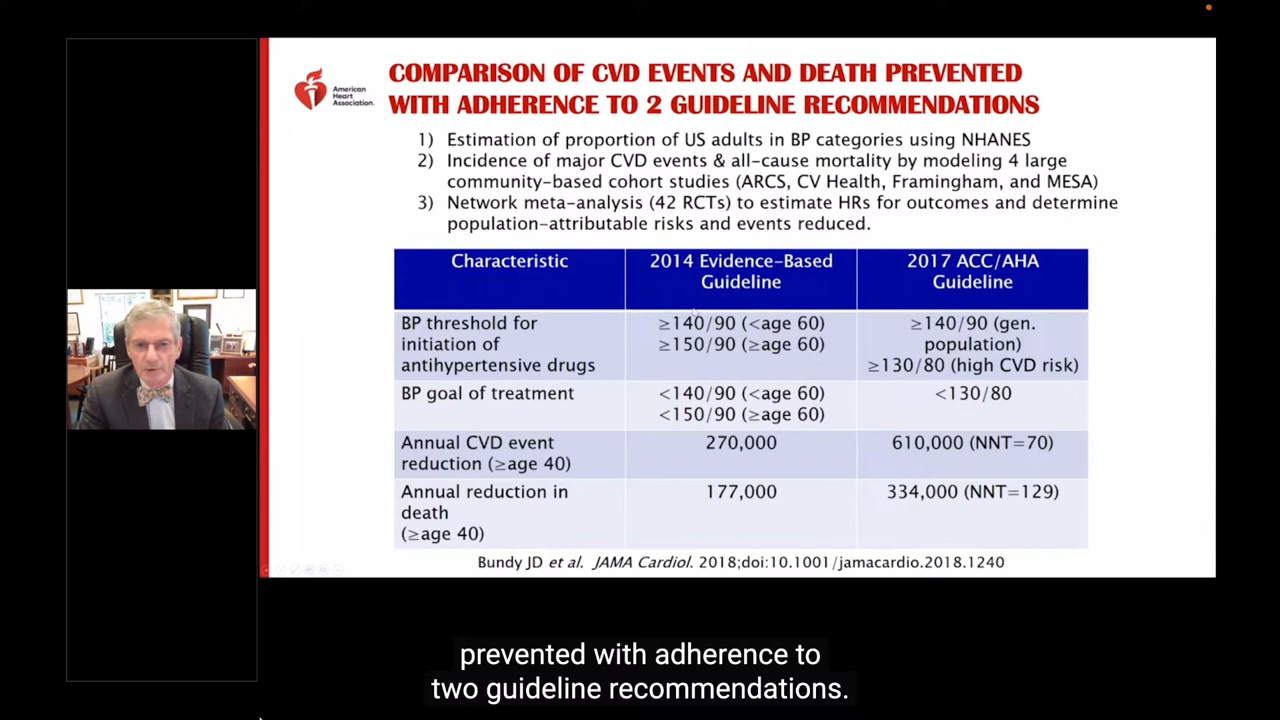 American
Heart
Association.
COMPARISON OF CVD EVENTS AND DEATH PREVENTED
WITH ADHERENCE TO 2 GUIDELINE RECOMMENDATIONS
1) Estimation of proportion of US adults in BP categories using NHANES
2) Incidence of major CVD events & all-cause mortality by modeling 4 large
community-based cohort studies (ARCS, CV Health, Framingham, and MESA)
3) Network meta-analysis (42 RCTs) to estimate HRs for outcomes and determine
population-attributable risks and events reduced.
Characteristic
2014 Evidence-Based
Guideline
2017 ACC/AHA
Guideline
BP threshold for
initiation of
antihypertensive drugs
≥140/90 (<age 60)
≥150/90 (≥age 60)
≥140/90 (gen.
population)
≥130/80 (high CVD risk)
BP goal of treatment
<140/90 (<age 60)
<150/90 (≥age 60)
<130/80
Annual CVD event
reduction (≥age 40)
270,000
610,000 (NNT=70)
Annual reduction in
death
(≥age 40)
177,000
334,000 (NNT=129)
Bundy JD et al. JAMA Cardiol. 2018;doi:10.1001/jamacardio.2018.1240
prevented with adherence to
two guideline recommendations.